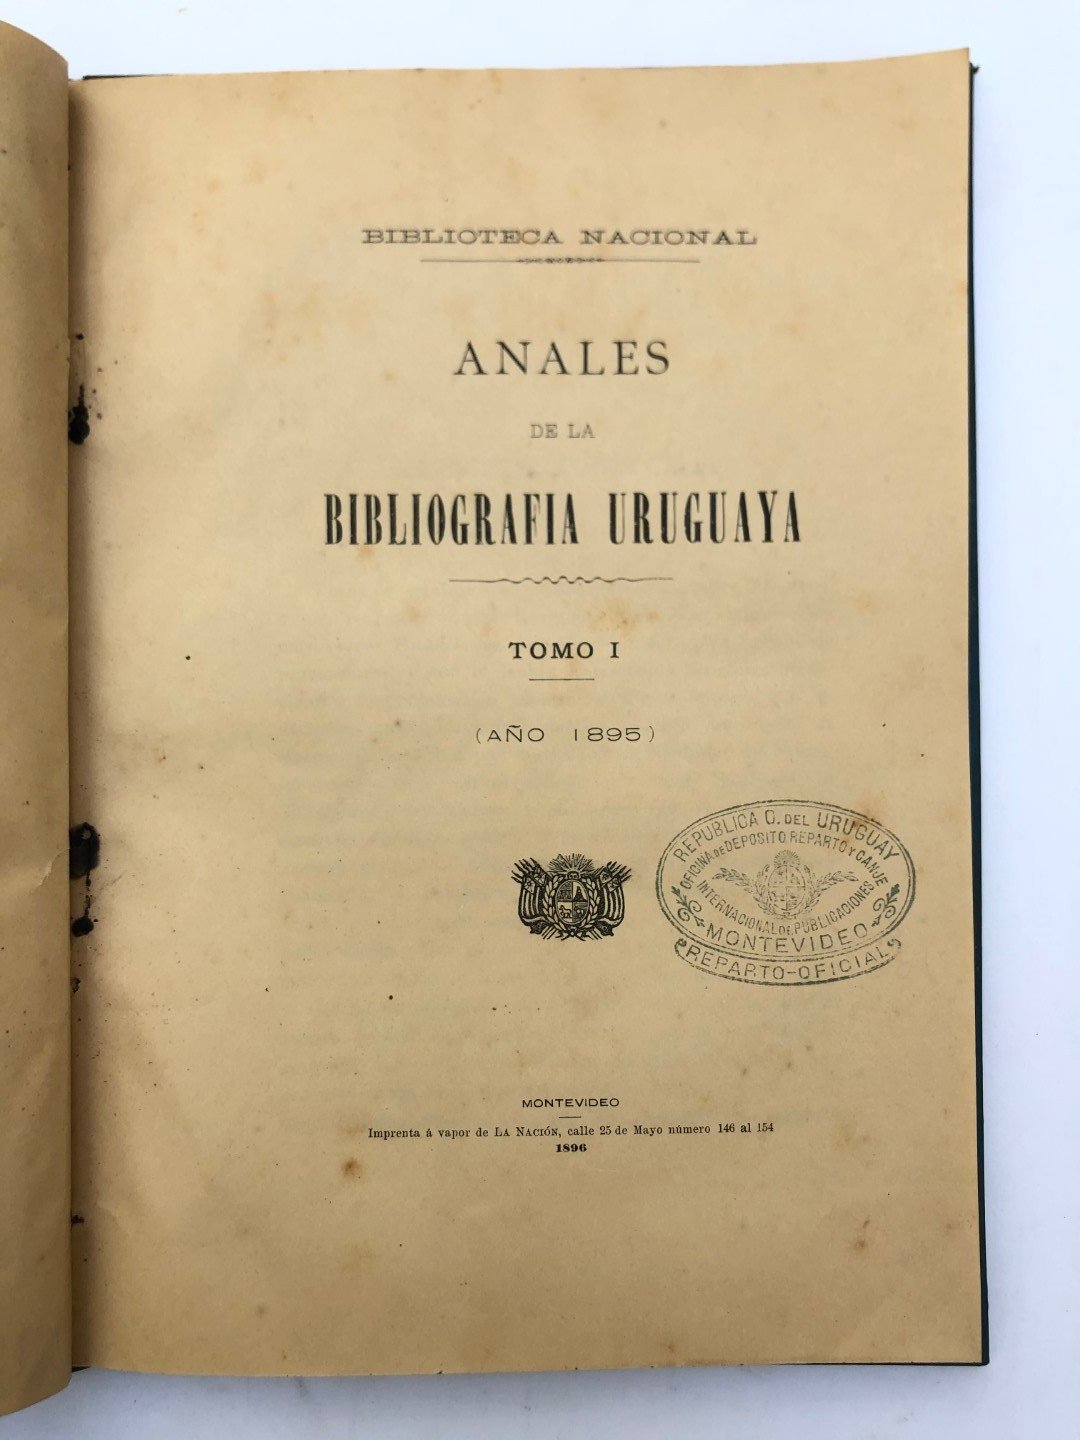 BIBLIOTECA NACIONAL
ANALES
DE LA
BIBLIOGRAFIA URUGUAYA
TOMO I
(AÑO 1895)
REPUBLICA O. DEL URUGUAY
OFICINA DE DEPOSITO, REPARTO Y CANJE
INTERNACIONAL DE PUBLICACIONES
MONTEVIDEO
REPARTO-OFICIAL
MONTEVIDEO
Imprenta á vapor de LA NACIÓN, calle 25 de Mayo número 146 al 154
1896